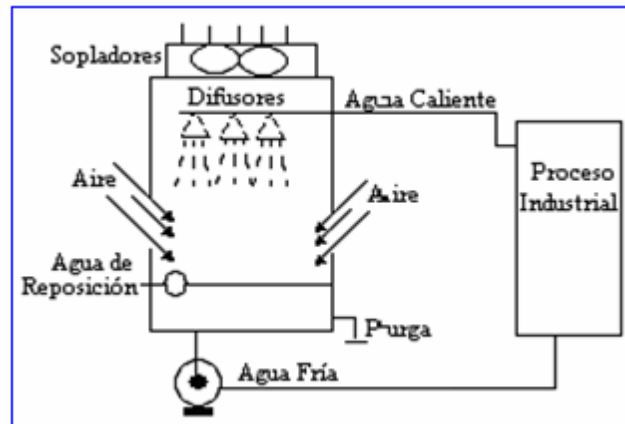 Sopladores
Difusores
Agua Caliente
Aire
Aire
Proceso
Industrial
Agua de
Reposición
Purga
Agua Fría